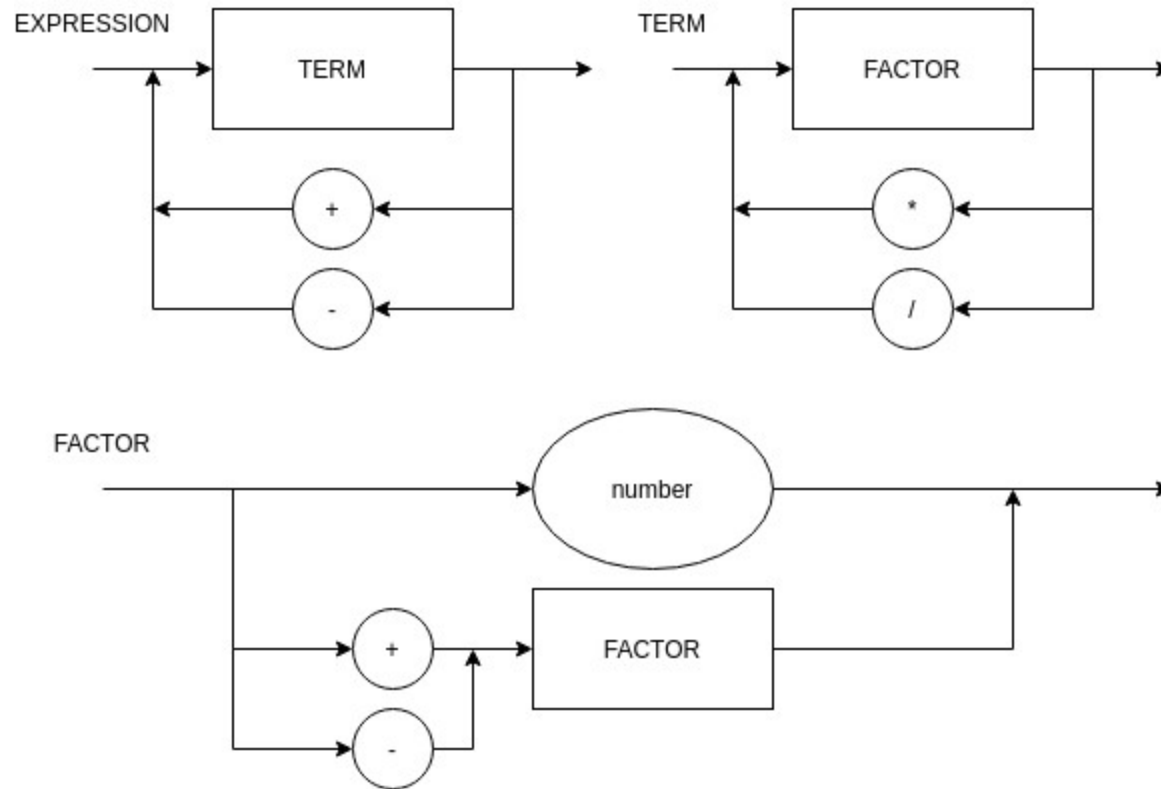 EXPRESSION
TERM
+
-
TERM
FACTOR
*
/
FACTOR
number
+
FACTOR
-